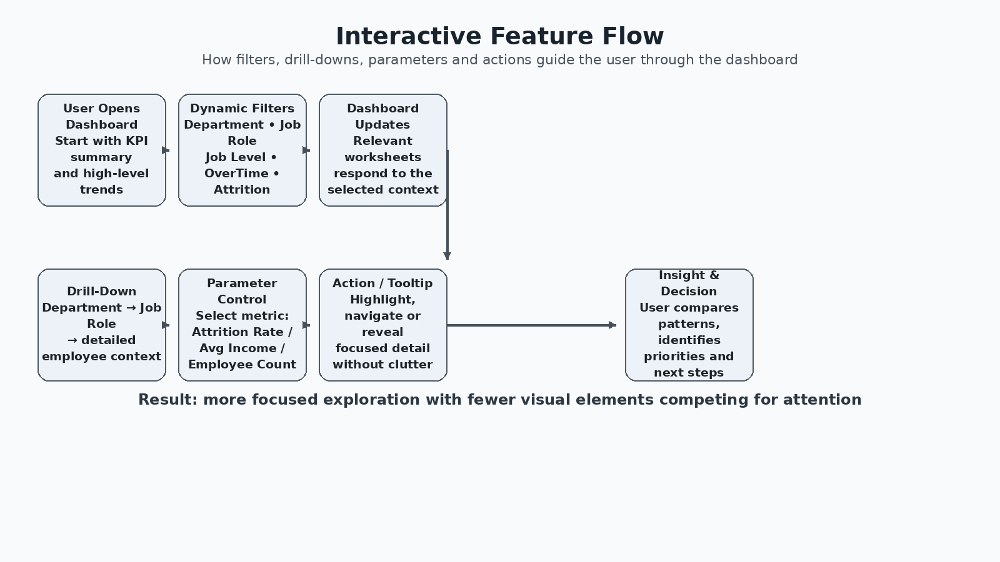 Interactive Feature Flow
How filters, drill-downs, parameters and actions guide the user through the dashboard
User Opens
Dashboard
Start with KPI
summary
and high-level
trends
Dynamic Filters
Department • Job
Role
Job Level •
OverTime •
Attrition
Dashboard
Updates
Relevant
worksheets
respond to the
selected context
Drill-Down
Department → Job
Role
→ detailed
employee context
Parameter
Control
Select metric:
Attrition Rate /
Avg Income /
Employee Count
Action / Tooltip
Highlight,
navigate or
reveal
focused detail
without clutter
Insight &
Decision
User compares
patterns,
identifies
priorities and
next steps
Result: more focused exploration with fewer visual elements competing for attention